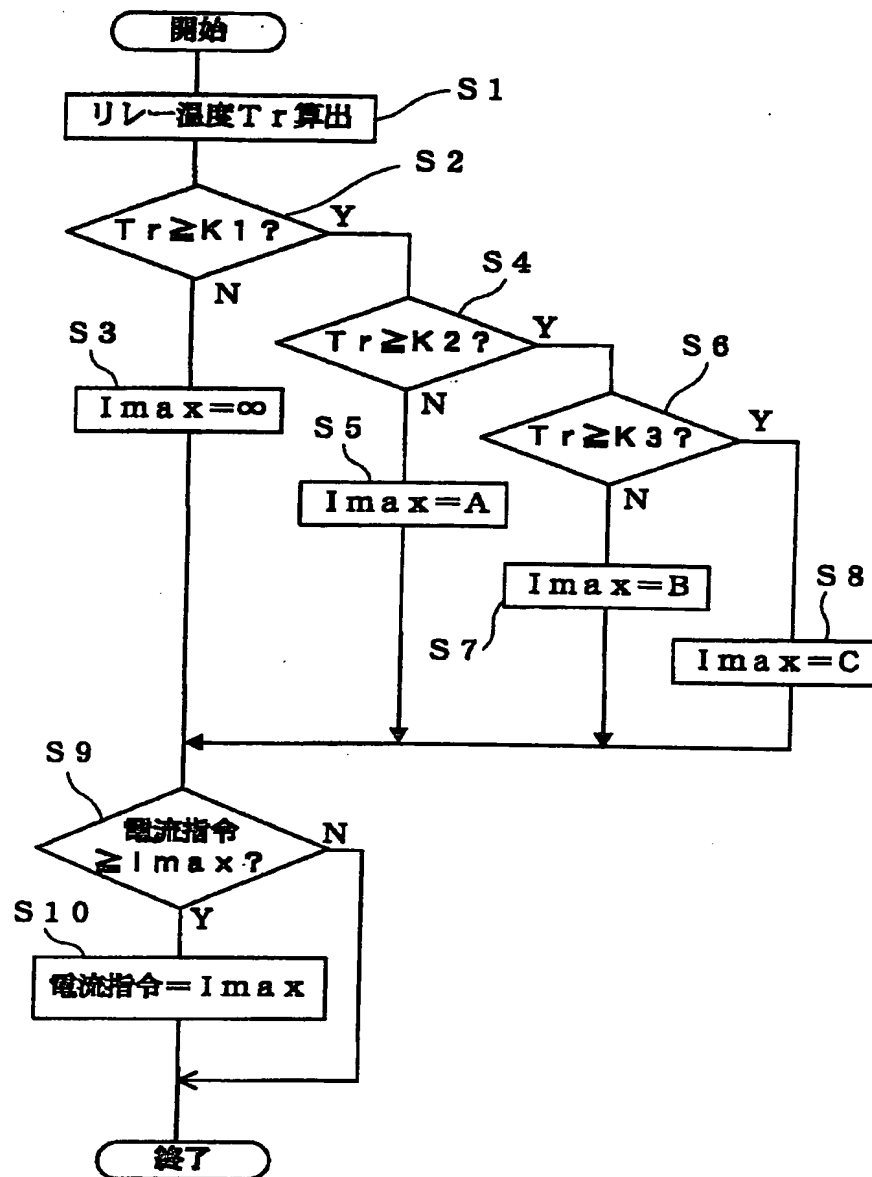 開始
S1
リレー温度Tr算出
S2
Tr≧K1?
Y
N
S4
Tr≧K2?
Y
N
S3
Imax=∞
S6
Tr≧K3?
Y
N
S5
Imax=A
S7
Imax=B
S8
Imax=C
S9
電流指令
≧Imax?
N
Y
S10
電流指令=Imax
終了